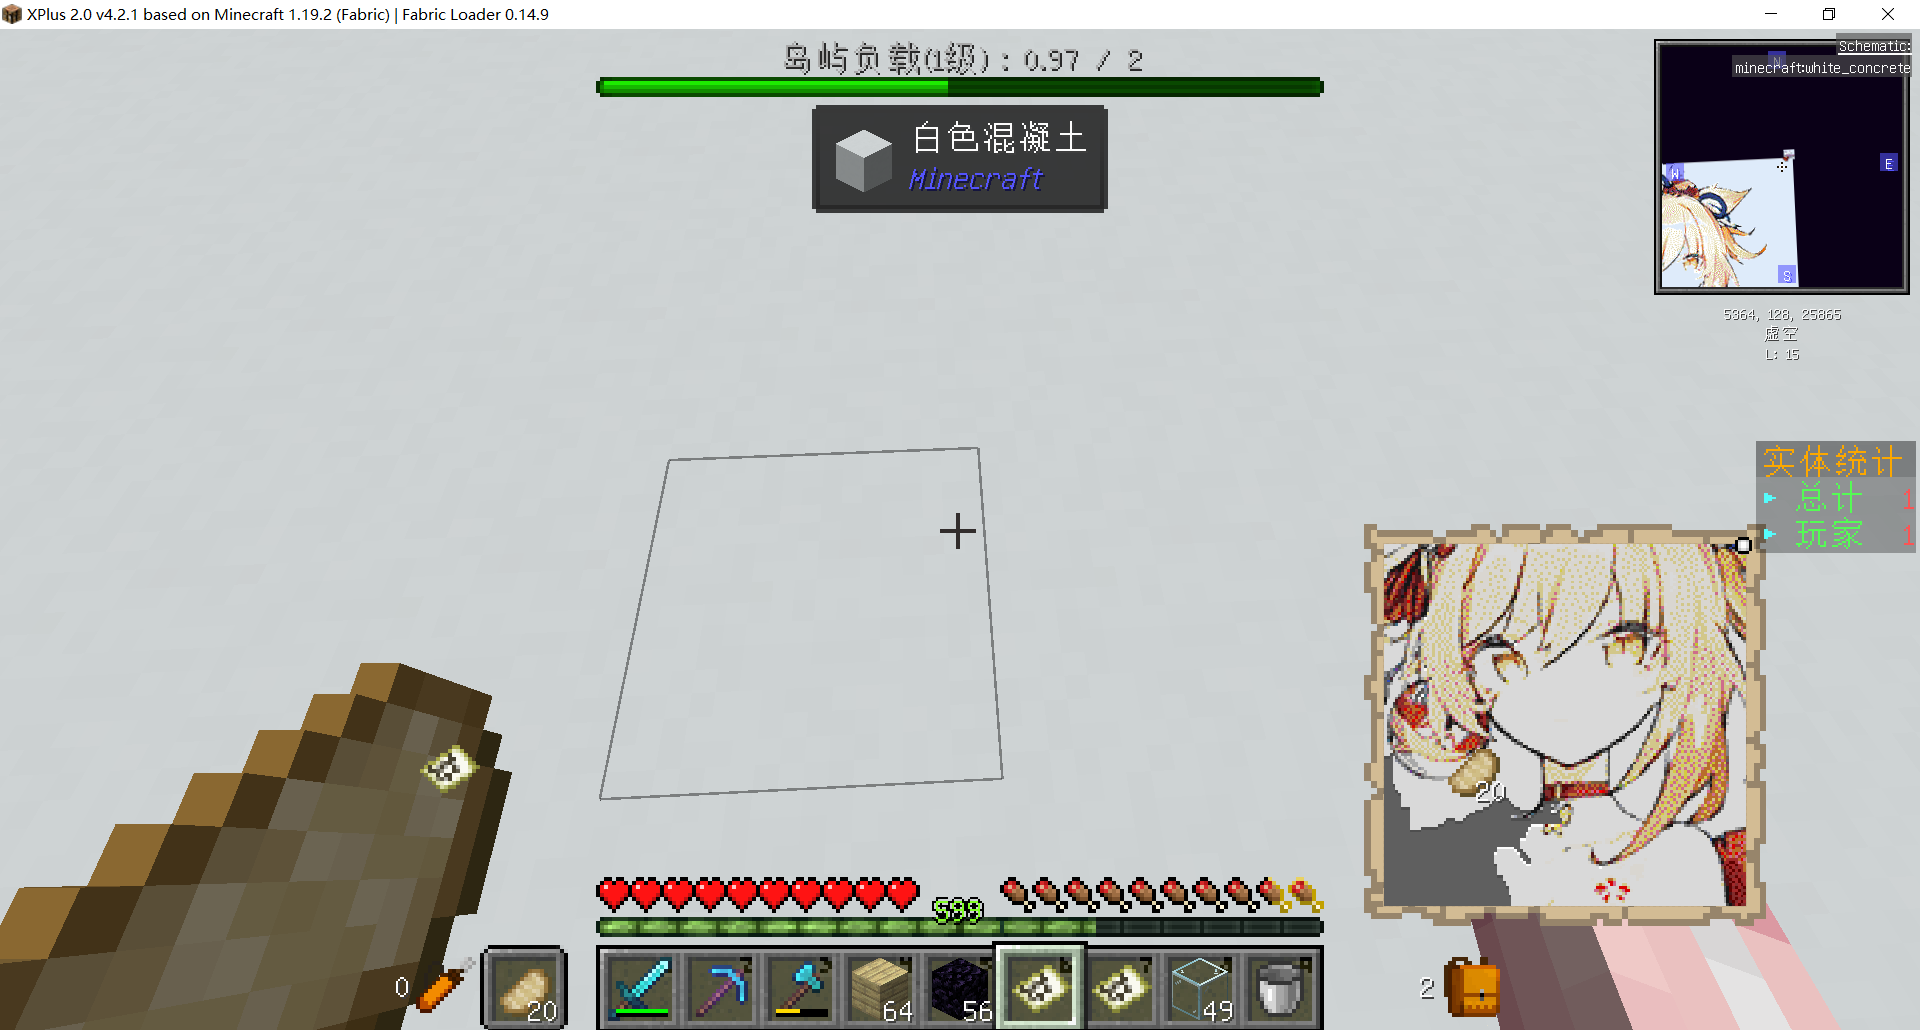 XPlus 2.0 v4.2.1 based on Minecraft 1.19.2 (Fabric) | Fabric Loader 0.14.9
岛屿负载(1级) : 0.97 / 2
白色混凝土
Minecraft
Schematic:
minecraft:white_concrete
N
W
E
S
5364, 128, 25865
虚空
L: 15
实体统计
总计 1
玩家 1
20
599
0
20
64
56
49
2